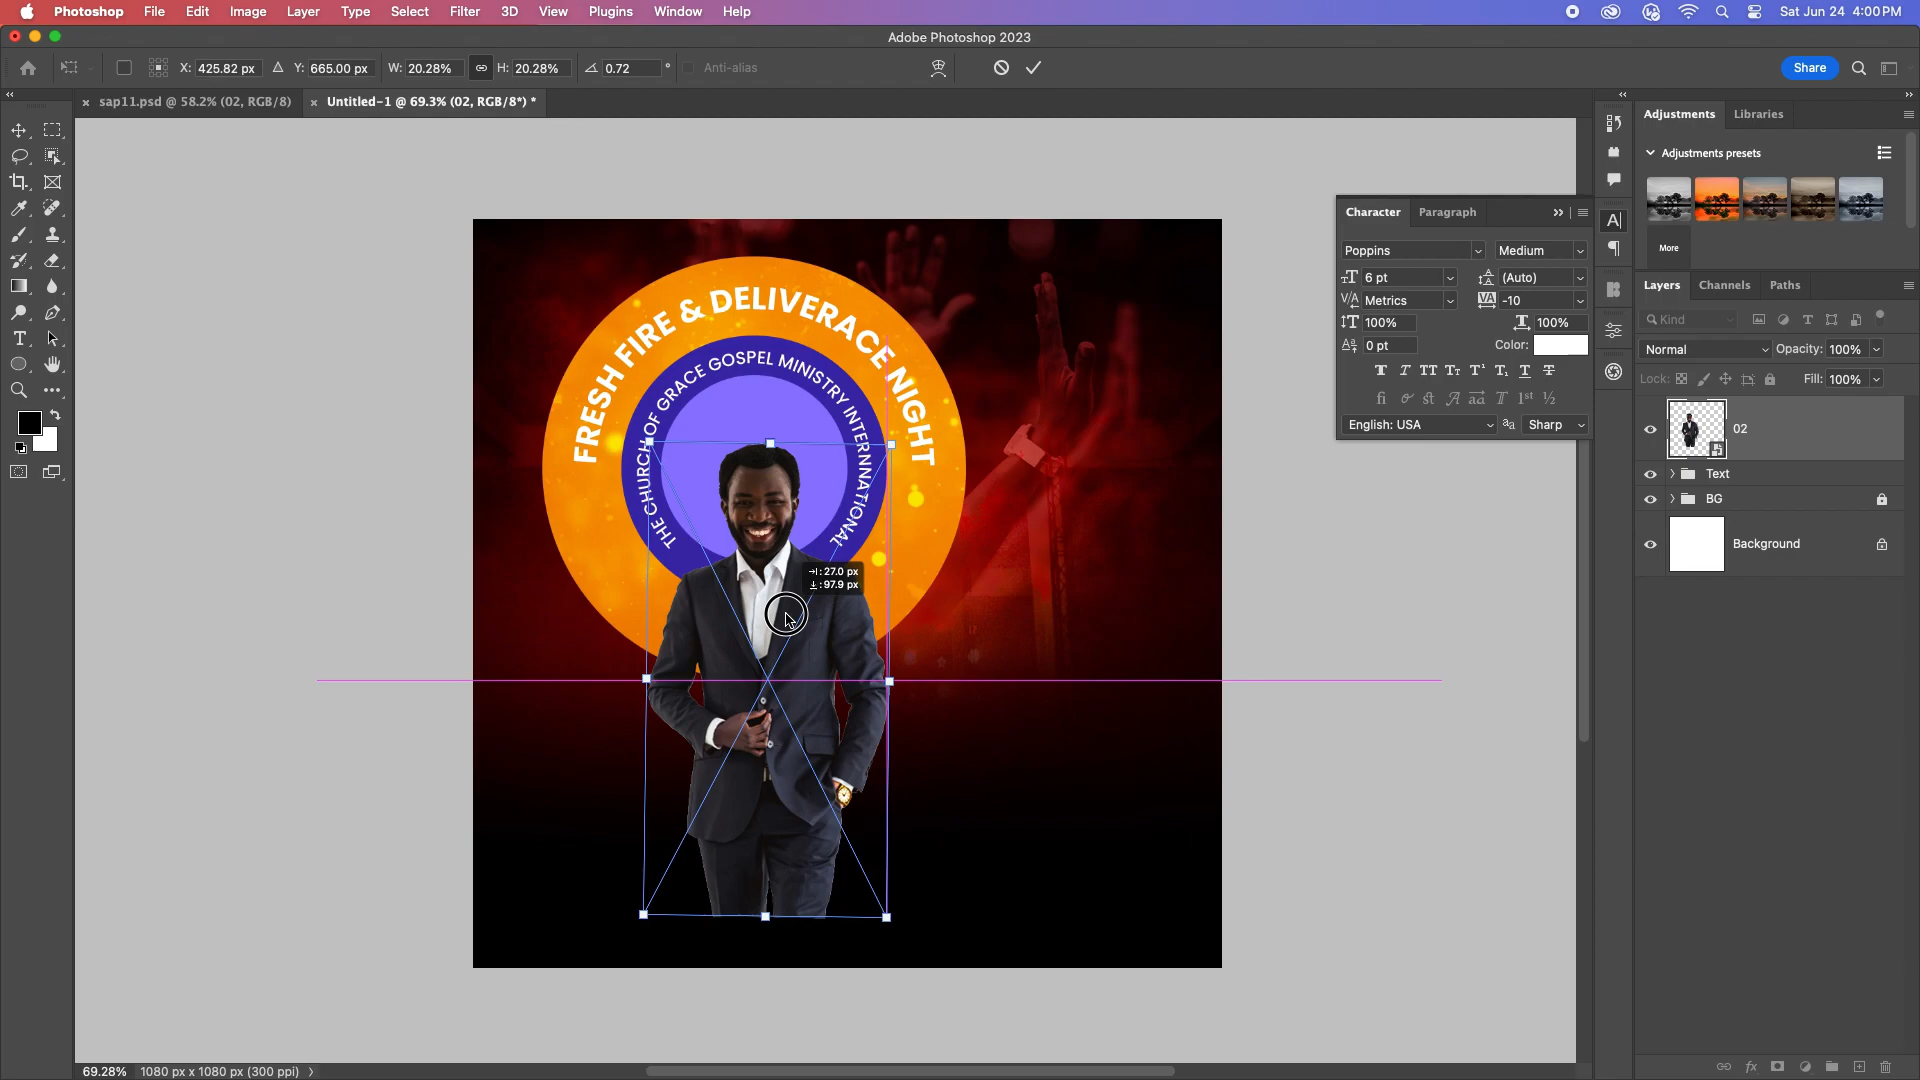 Photoshop File Edit Image Layer Type Select Filter 3D View Plugins Window Help Sat Jun 24 4:00 PM
Adobe Photoshop 2023
X: 425.82 px Δ Y: 665.00 px W: 20.28% H: 20.28% 0.72 ° Anti-alias Share
× sap11.psd @ 58.2% (02, RGB/8) × Untitled-1 @ 69.3% (02, RGB/8*) *
Adjustments Libraries
Adjustments presets
More
Character Paragraph
Poppins Medium
6 pt (Auto)
Metrics -10
100% 100%
0 pt Color:
English: USA Sharp
Layers Channels Paths
Kind
Normal Opacity: 100%
Lock: Fill: 100%
02
Text
BG
Background
FRESH FIRE & DELIVERACE NIGHT
THE CHURCH OF GRACE GOSPEL MINISTRY INTERNNATIONAL
: 27.0 px
: 97.9 px
69.28% 1080 px x 1080 px (300 ppi) >